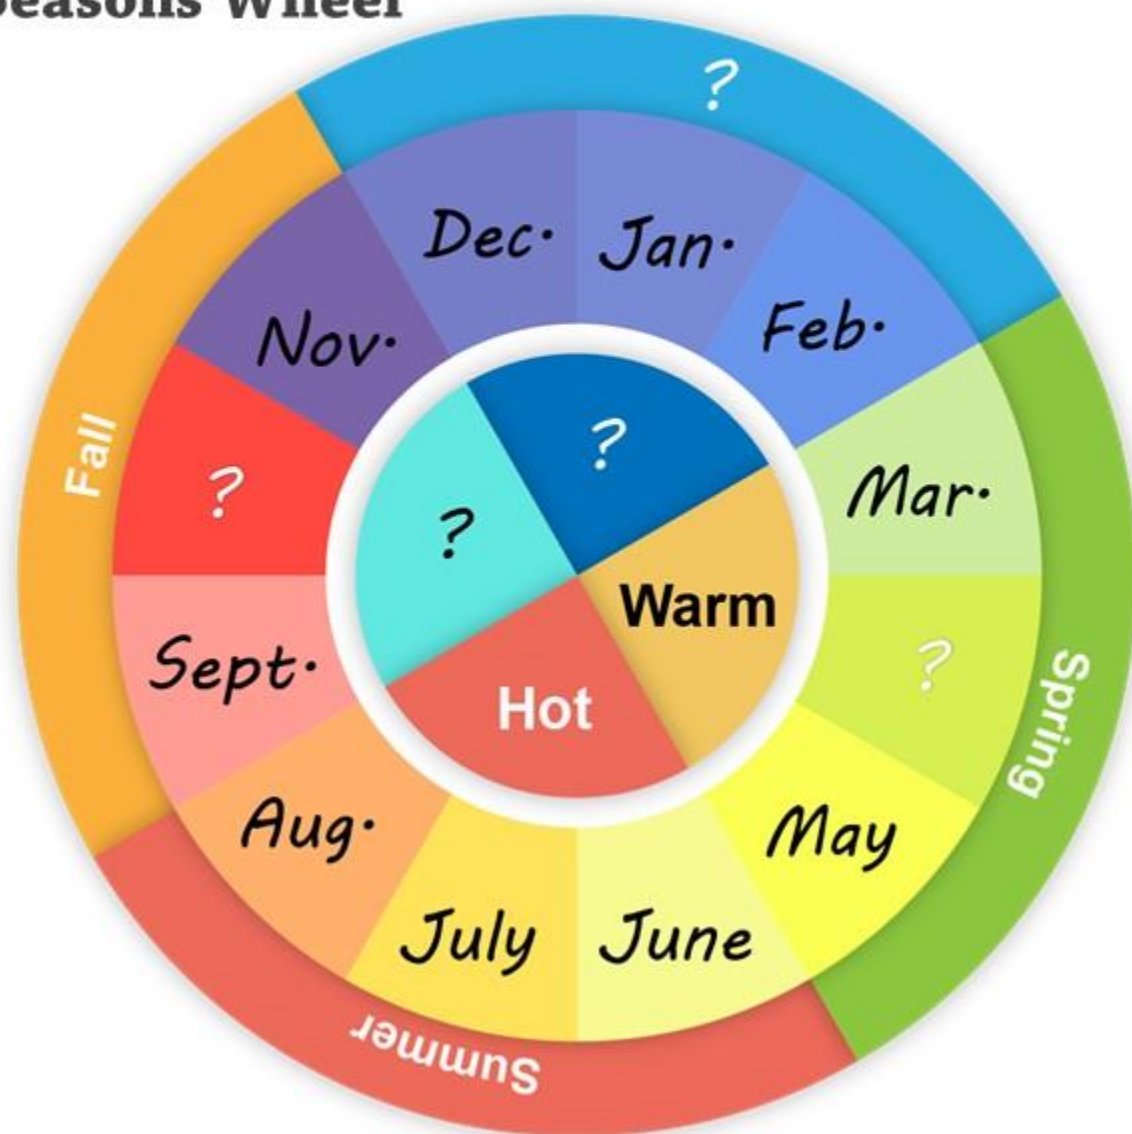 Seasons Wheel
?
Dec. Jan.
Nov. Feb.
Fall
?
?
Mar.
?
Warm
Sept.
Hot
?
Spring
Aug.
May
July June
Summer